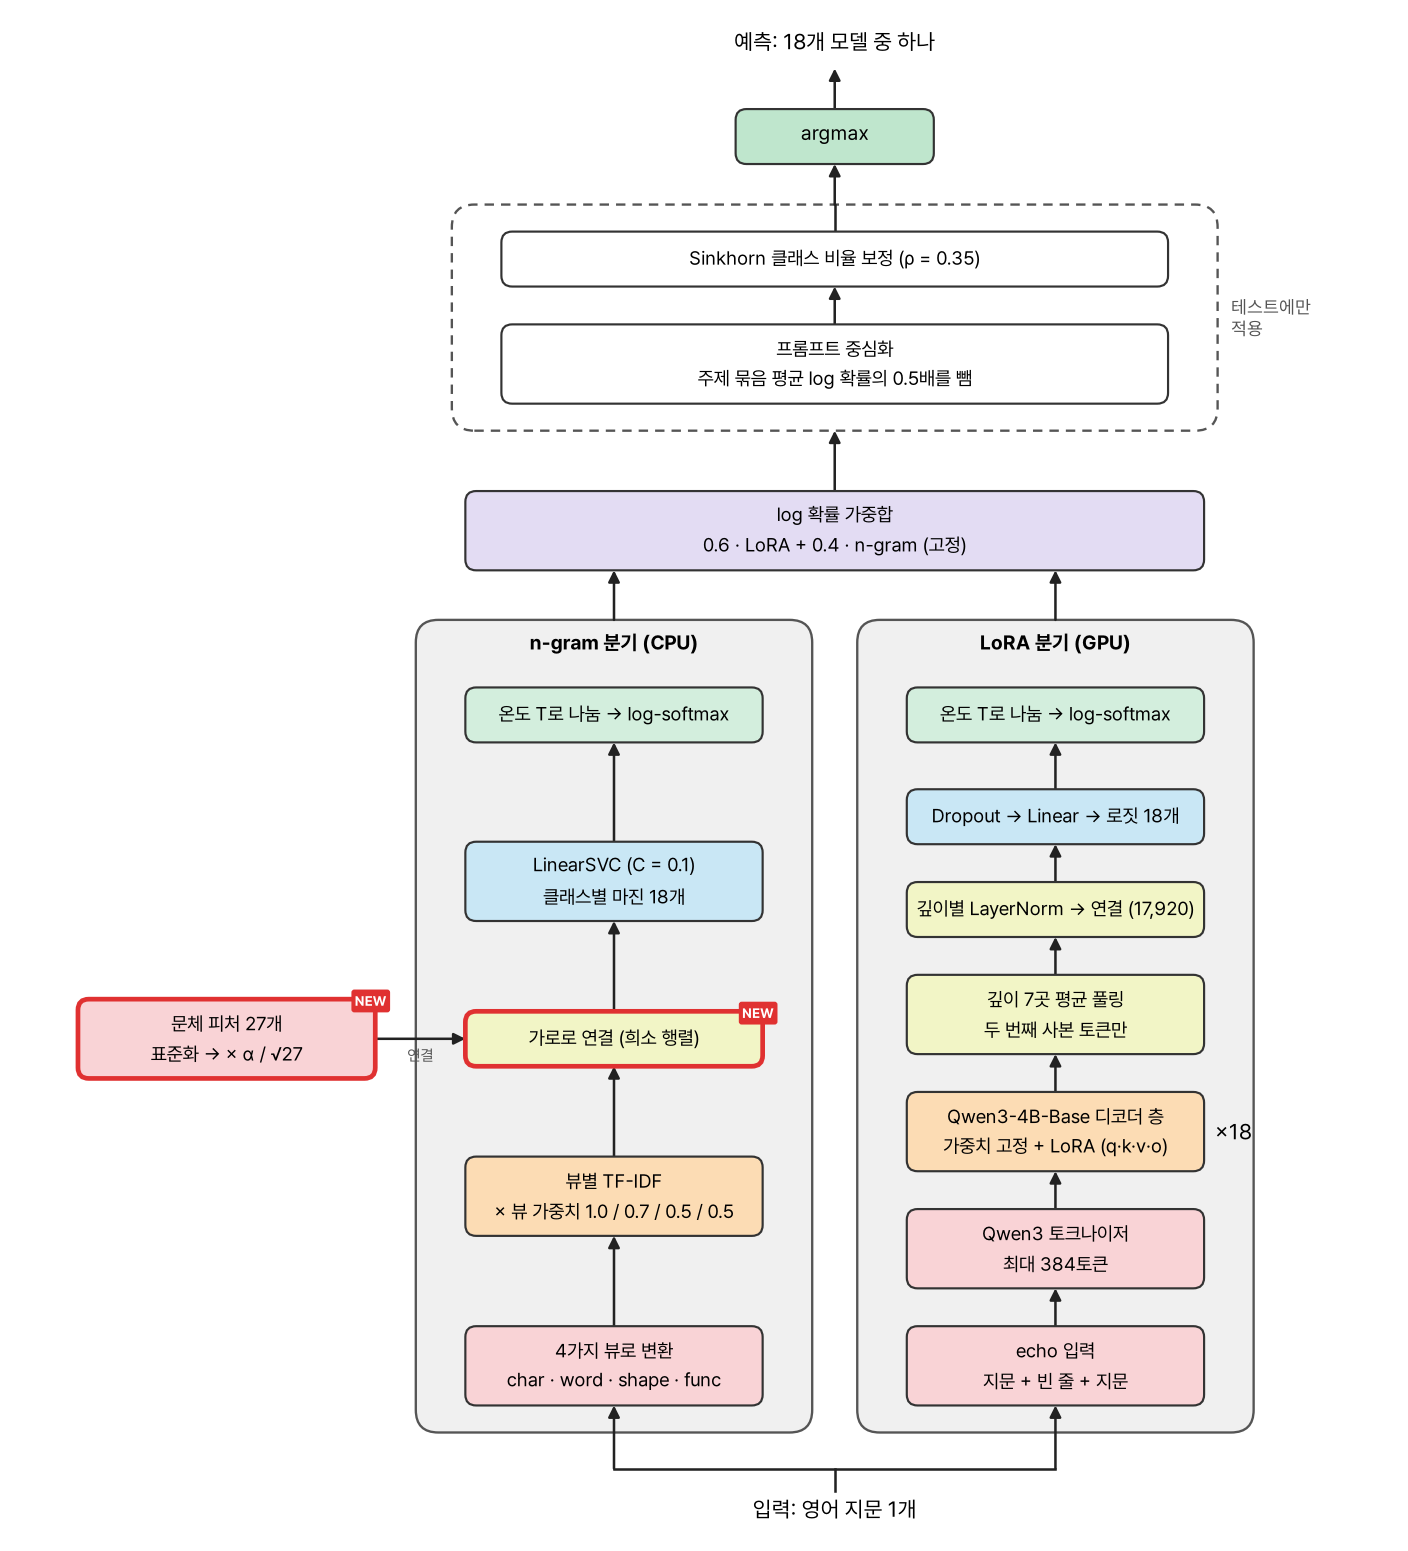 예측: 18개 모델 중 하나
argmax
Sinkhorn 클래스 비율 보정 (ρ = 0.35)
프롬프트 중심화
주제 묶음 평균 log 확률의 0.5배를 뺌
테스트에만
적용
log 확률 가중합
0.6 · LoRA + 0.4 · n-gram (고정)
n-gram 분기 (CPU)
온도 T로 나눔 → log-softmax
LinearSVC (C = 0.1)
클래스별 마진 18개
NEW
가로로 연결 (희소 행렬)
NEW
문체 피처 27개
표준화 → × α / √27
연결
뷰별 TF-IDF
× 뷰 가중치 1.0 / 0.7 / 0.5 / 0.5
4가지 뷰로 변환
char · word · shape · func
LoRA 분기 (GPU)
온도 T로 나눔 → log-softmax
Dropout → Linear → 로짓 18개
깊이별 LayerNorm → 연결 (17,920)
깊이 7곳 평균 풀링
두 번째 사본 토큰만
Qwen3-4B-Base 디코더 층
가중치 고정 + LoRA (q·k·v·o)
×18
Qwen3 토크나이저
최대 384토큰
echo 입력
지문 + 빈 줄 + 지문
입력: 영어 지문 1개